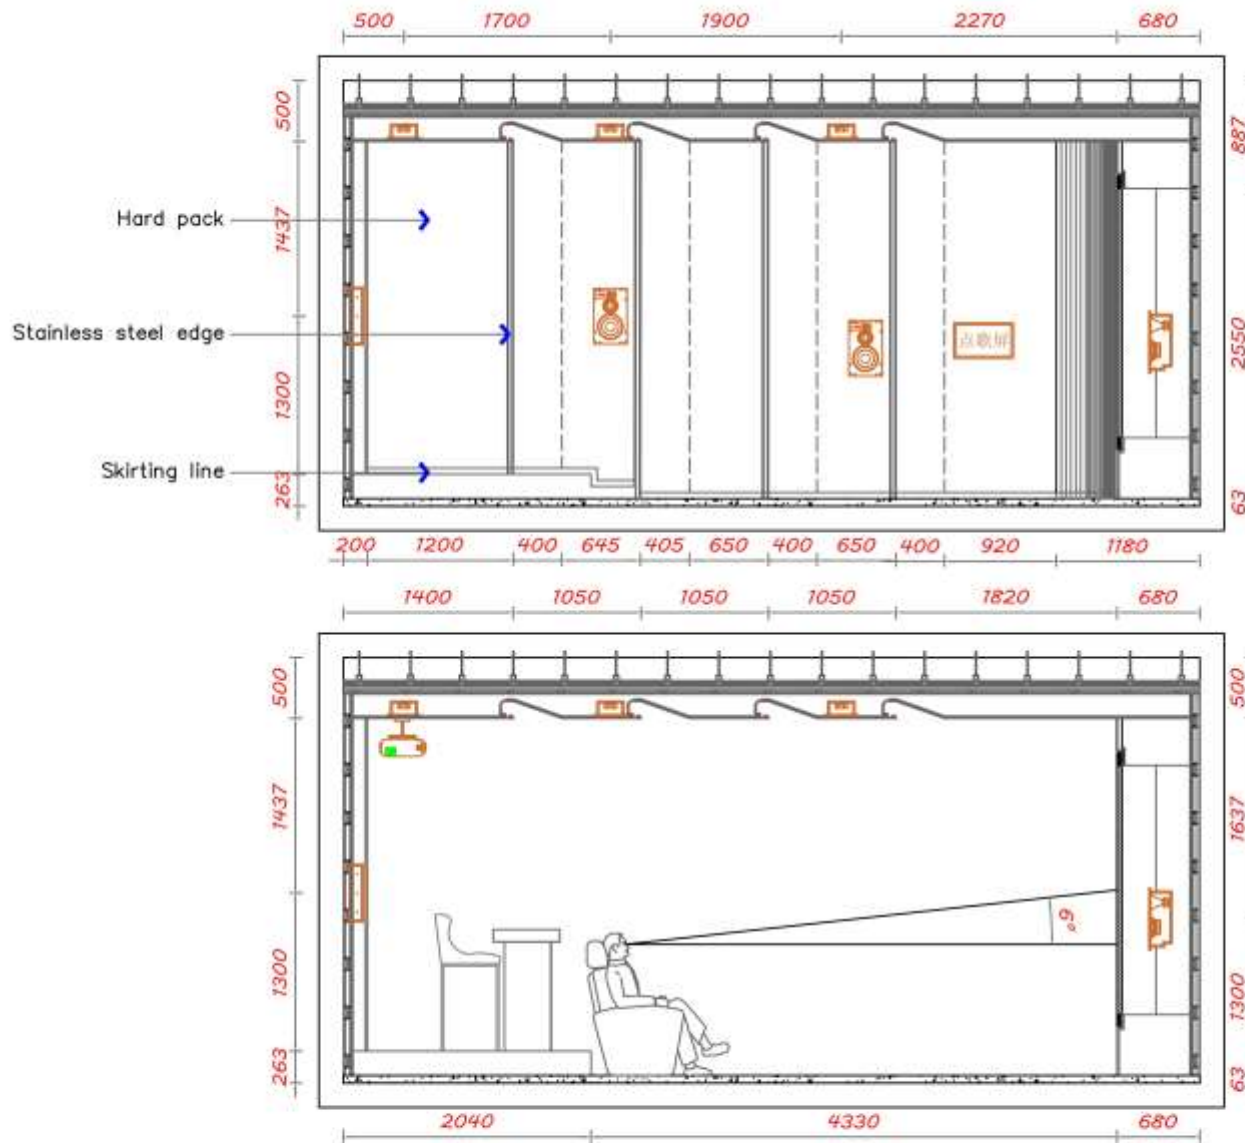 500 1700 1900 2270 680
500
887
Hard pack
1437
Stainless steel edge
点歌屏
2550
1300
Skirting line
263
63
200 1200 400 645 405 650 400 650 400 920 1180
1400 1050 1050 1050 1820 680
500
500
1437
1637
6°
1300
1300
263
63
2040 4330 680